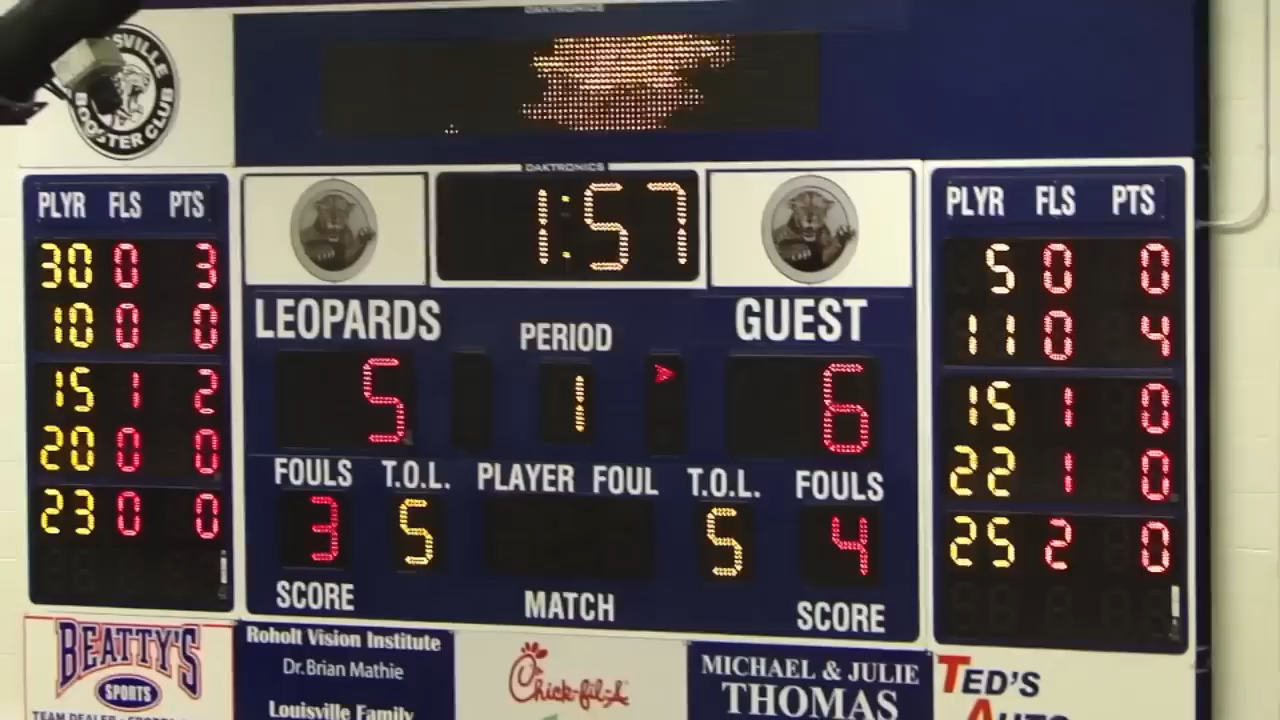 DAKTRONICS
SVILLE
BOOSTER CLUB
DAKTRONICS
1:57
PLYR FLS PTS
30 0 3
10 0 0
15 1 2
20 0 0
23 0 0
LEOPARDS
5
PERIOD
1
GUEST
6
FOULS T.O.L. PLAYER FOUL T.O.L. FOULS
3 5 5 4
SCORE MATCH SCORE
PLYR FLS PTS
5 0 0
11 0 4
15 1 0
22 1 0
25 2 0
BEATTY'S
SPORTS
Roholt Vision Institute
Dr. Brian Mathie
Louisville Family
Chick-fil-A
MICHAEL & JULIE
THOMAS
TED'S
AUTO